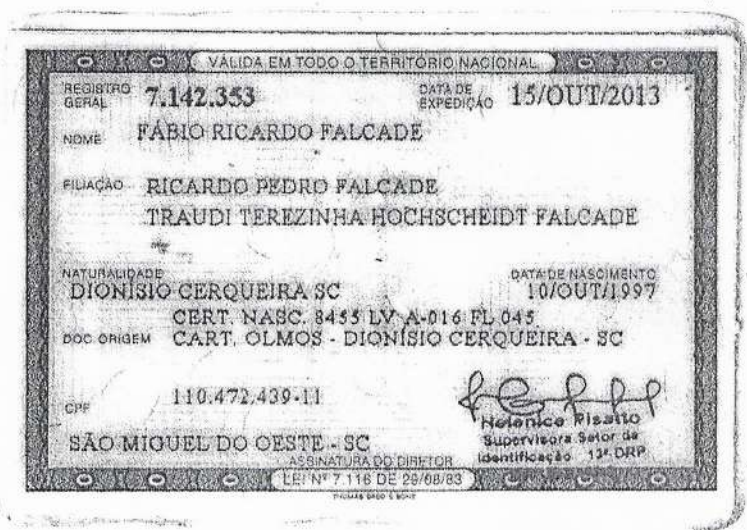 VÁLIDA EM TODO O TERRITÓRIO NACIONAL
REGISTRO GERAL 7.142.353 DATA DE EXPEDIÇÃO 15/OUT/2013
NOME FÁBIO RICARDO FALCADE
FILIAÇÃO RICARDO PEDRO FALCADE
TRAUDI TEREZINHA HOCHSCHEIDT FALCADE
NATURALIDADE DATA DE NASCIMENTO
DIONÍSIO CERQUEIRA SC 10/OUT/1997
CERT. NASC. 8455 LV A-016 FL 045
DOC ORIGEM CART. OLMOS - DIONÍSIO CERQUEIRA - SC
CPF 110.472.439-11
Helenice Pisatto
SÃO MIGUEL DO OESTE - SC Supervisora Setor de
Identificação 13ª DRP
ASSINATURA DO DIRETOR
LEI Nº 7.116 DE 29/08/83